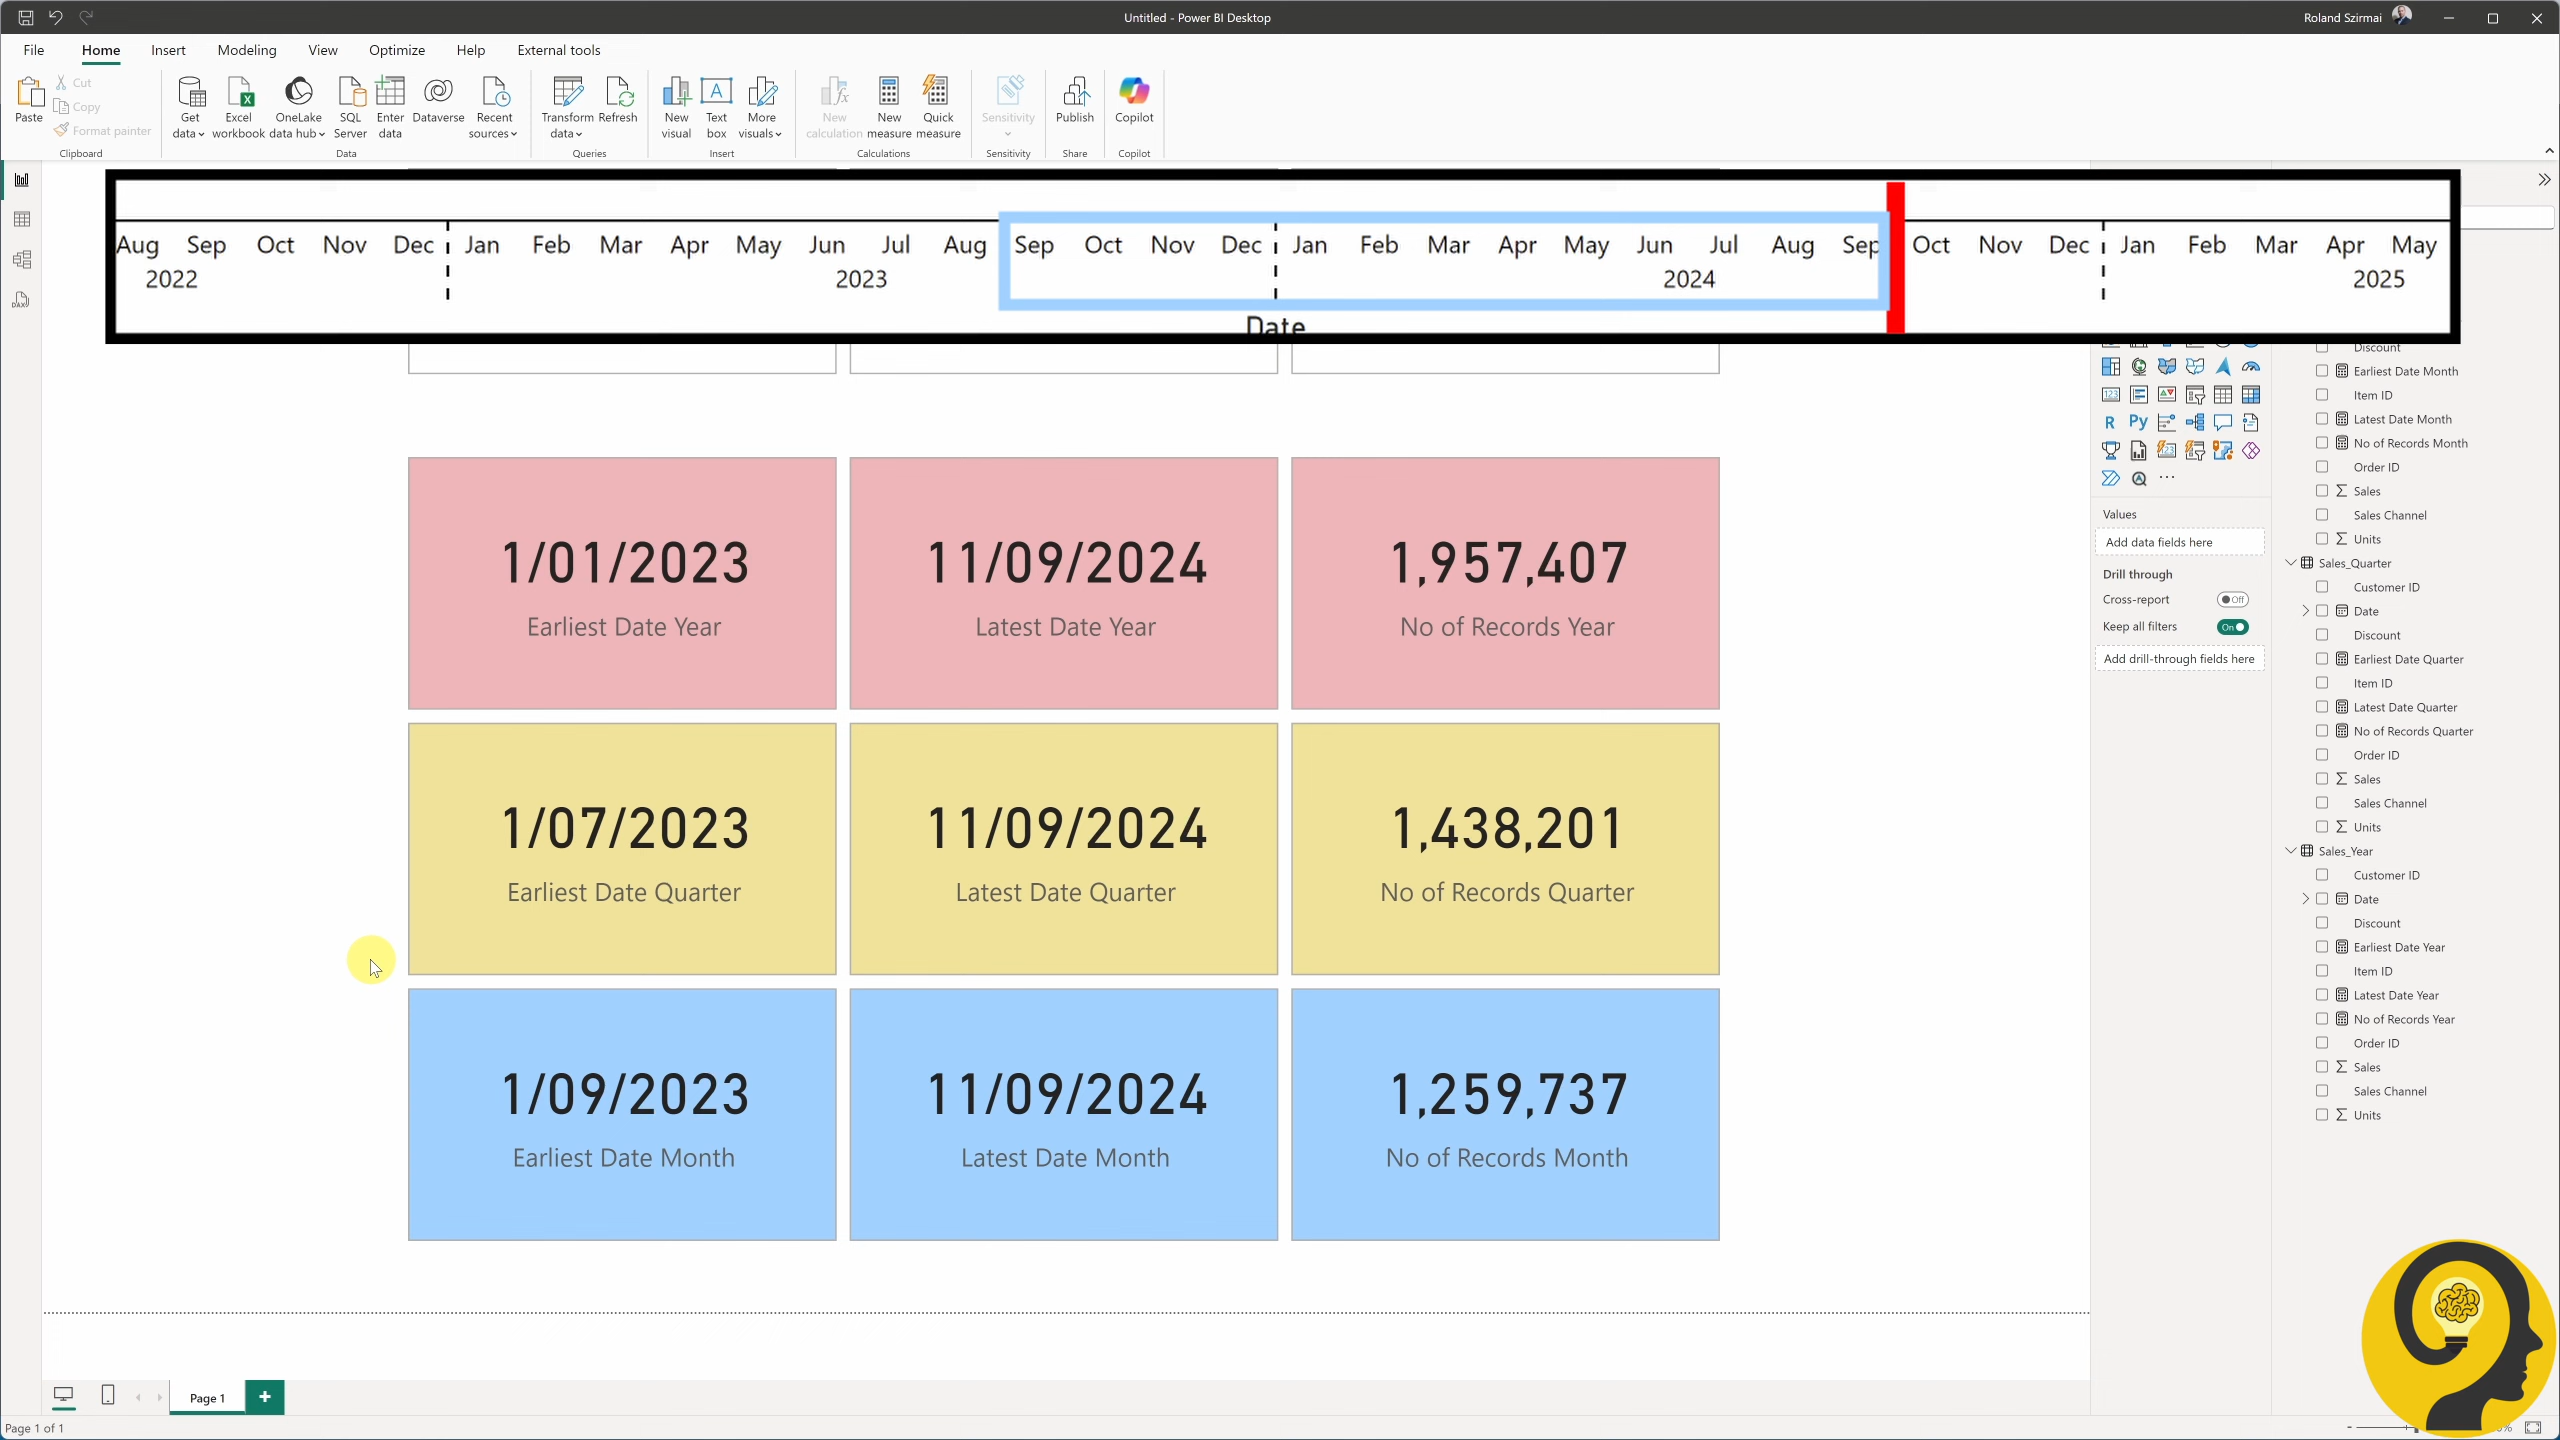 Untitled - Power BI Desktop
Roland Szirmai
File Home Insert Modeling View Optimize Help External tools
Paste
Cut
Copy
Format painter
Get data
Excel workbook
OneLake data hub
SQL Server
Enter data
Dataverse
Recent sources
Transform data
Refresh
New visual
Text box
More visuals
New calculation
New measure
Quick measure
Sensitivity
Publish
Copilot
Clipboard Data Queries Insert Calculations Sensitivity Share Copilot
Aug Sep Oct Nov Dec Jan Feb Mar Apr May Jun Jul Aug Sep Oct Nov Dec Jan Feb Mar Apr May Jun Jul Aug Sep Oct Nov Dec Jan Feb Mar Apr May
2022 2023 2024 2025
Date
1/01/2023
Earliest Date Year
11/09/2024
Latest Date Year
1,957,407
No of Records Year
1/07/2023
Earliest Date Quarter
11/09/2024
Latest Date Quarter
1,438,201
No of Records Quarter
1/09/2023
Earliest Date Month
11/09/2024
Latest Date Month
1,259,737
No of Records Month
R Py
Values
Add data fields here
Drill through
Cross-report Off
Keep all filters On
Add drill-through fields here
Discount
Earliest Date Month
Item ID
Latest Date Month
No of Records Month
Order ID
Sales
Sales Channel
Units
Sales_Quarter
Customer ID
Date
Discount
Earliest Date Quarter
Item ID
Latest Date Quarter
No of Records Quarter
Order ID
Sales
Sales Channel
Units
Sales_Year
Customer ID
Date
Discount
Earliest Date Year
Item ID
Latest Date Year
No of Records Year
Order ID
Sales
Sales Channel
Units
Page 1
Page 1 of 1